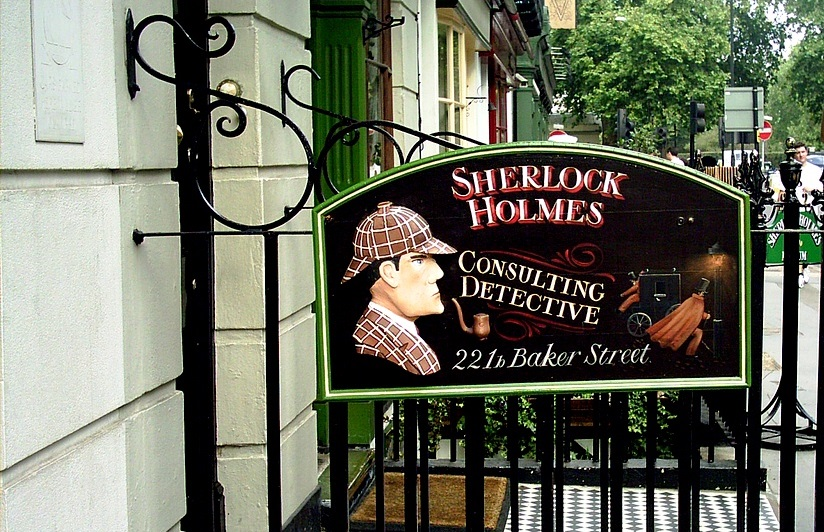 SHERLOCK
HOLMES
CONSULTING
DETECTIVE
221b Baker Street